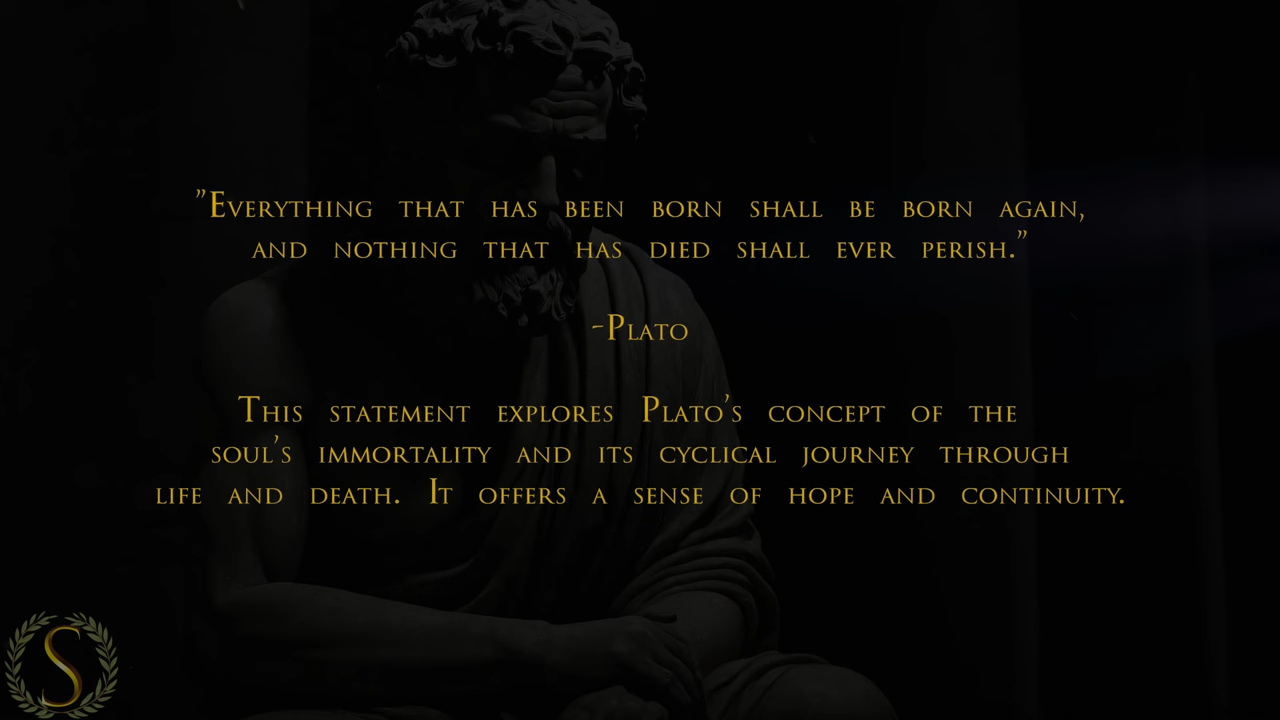 ”Everything that has been born shall be born again,
and nothing that has died shall ever perish.”
-Plato
This statement explores Plato’s concept of the
soul’s immortality and its cyclical journey through
life and death. It offers a sense of hope and continuity.
S